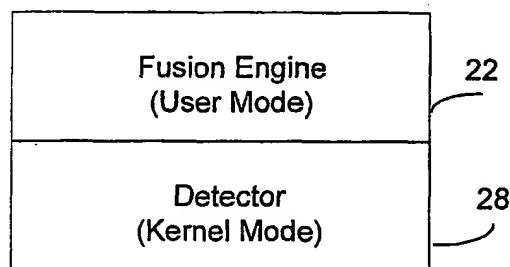 Fusion Engine
(User Mode)
22
Detector
(Kernel Mode)
28